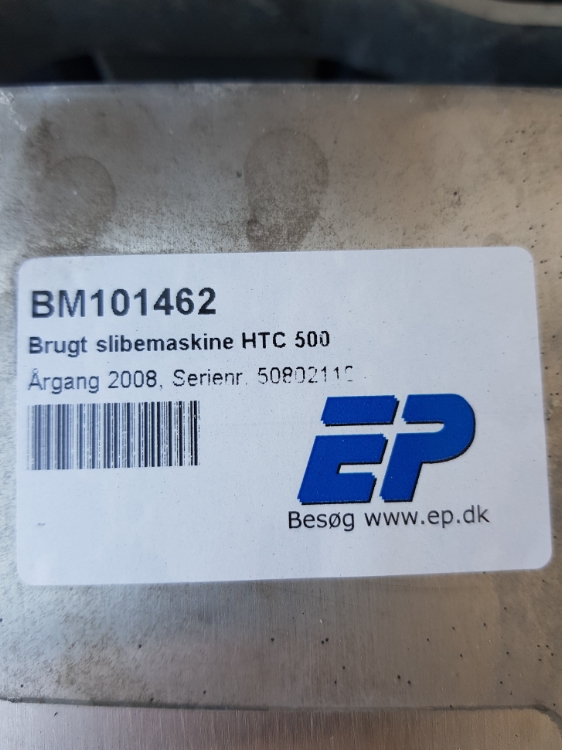 BM101462
Brugt slibemaskine HTC 500
Årgang 2008, Serienr.
EP
Besøg www.ep.dk